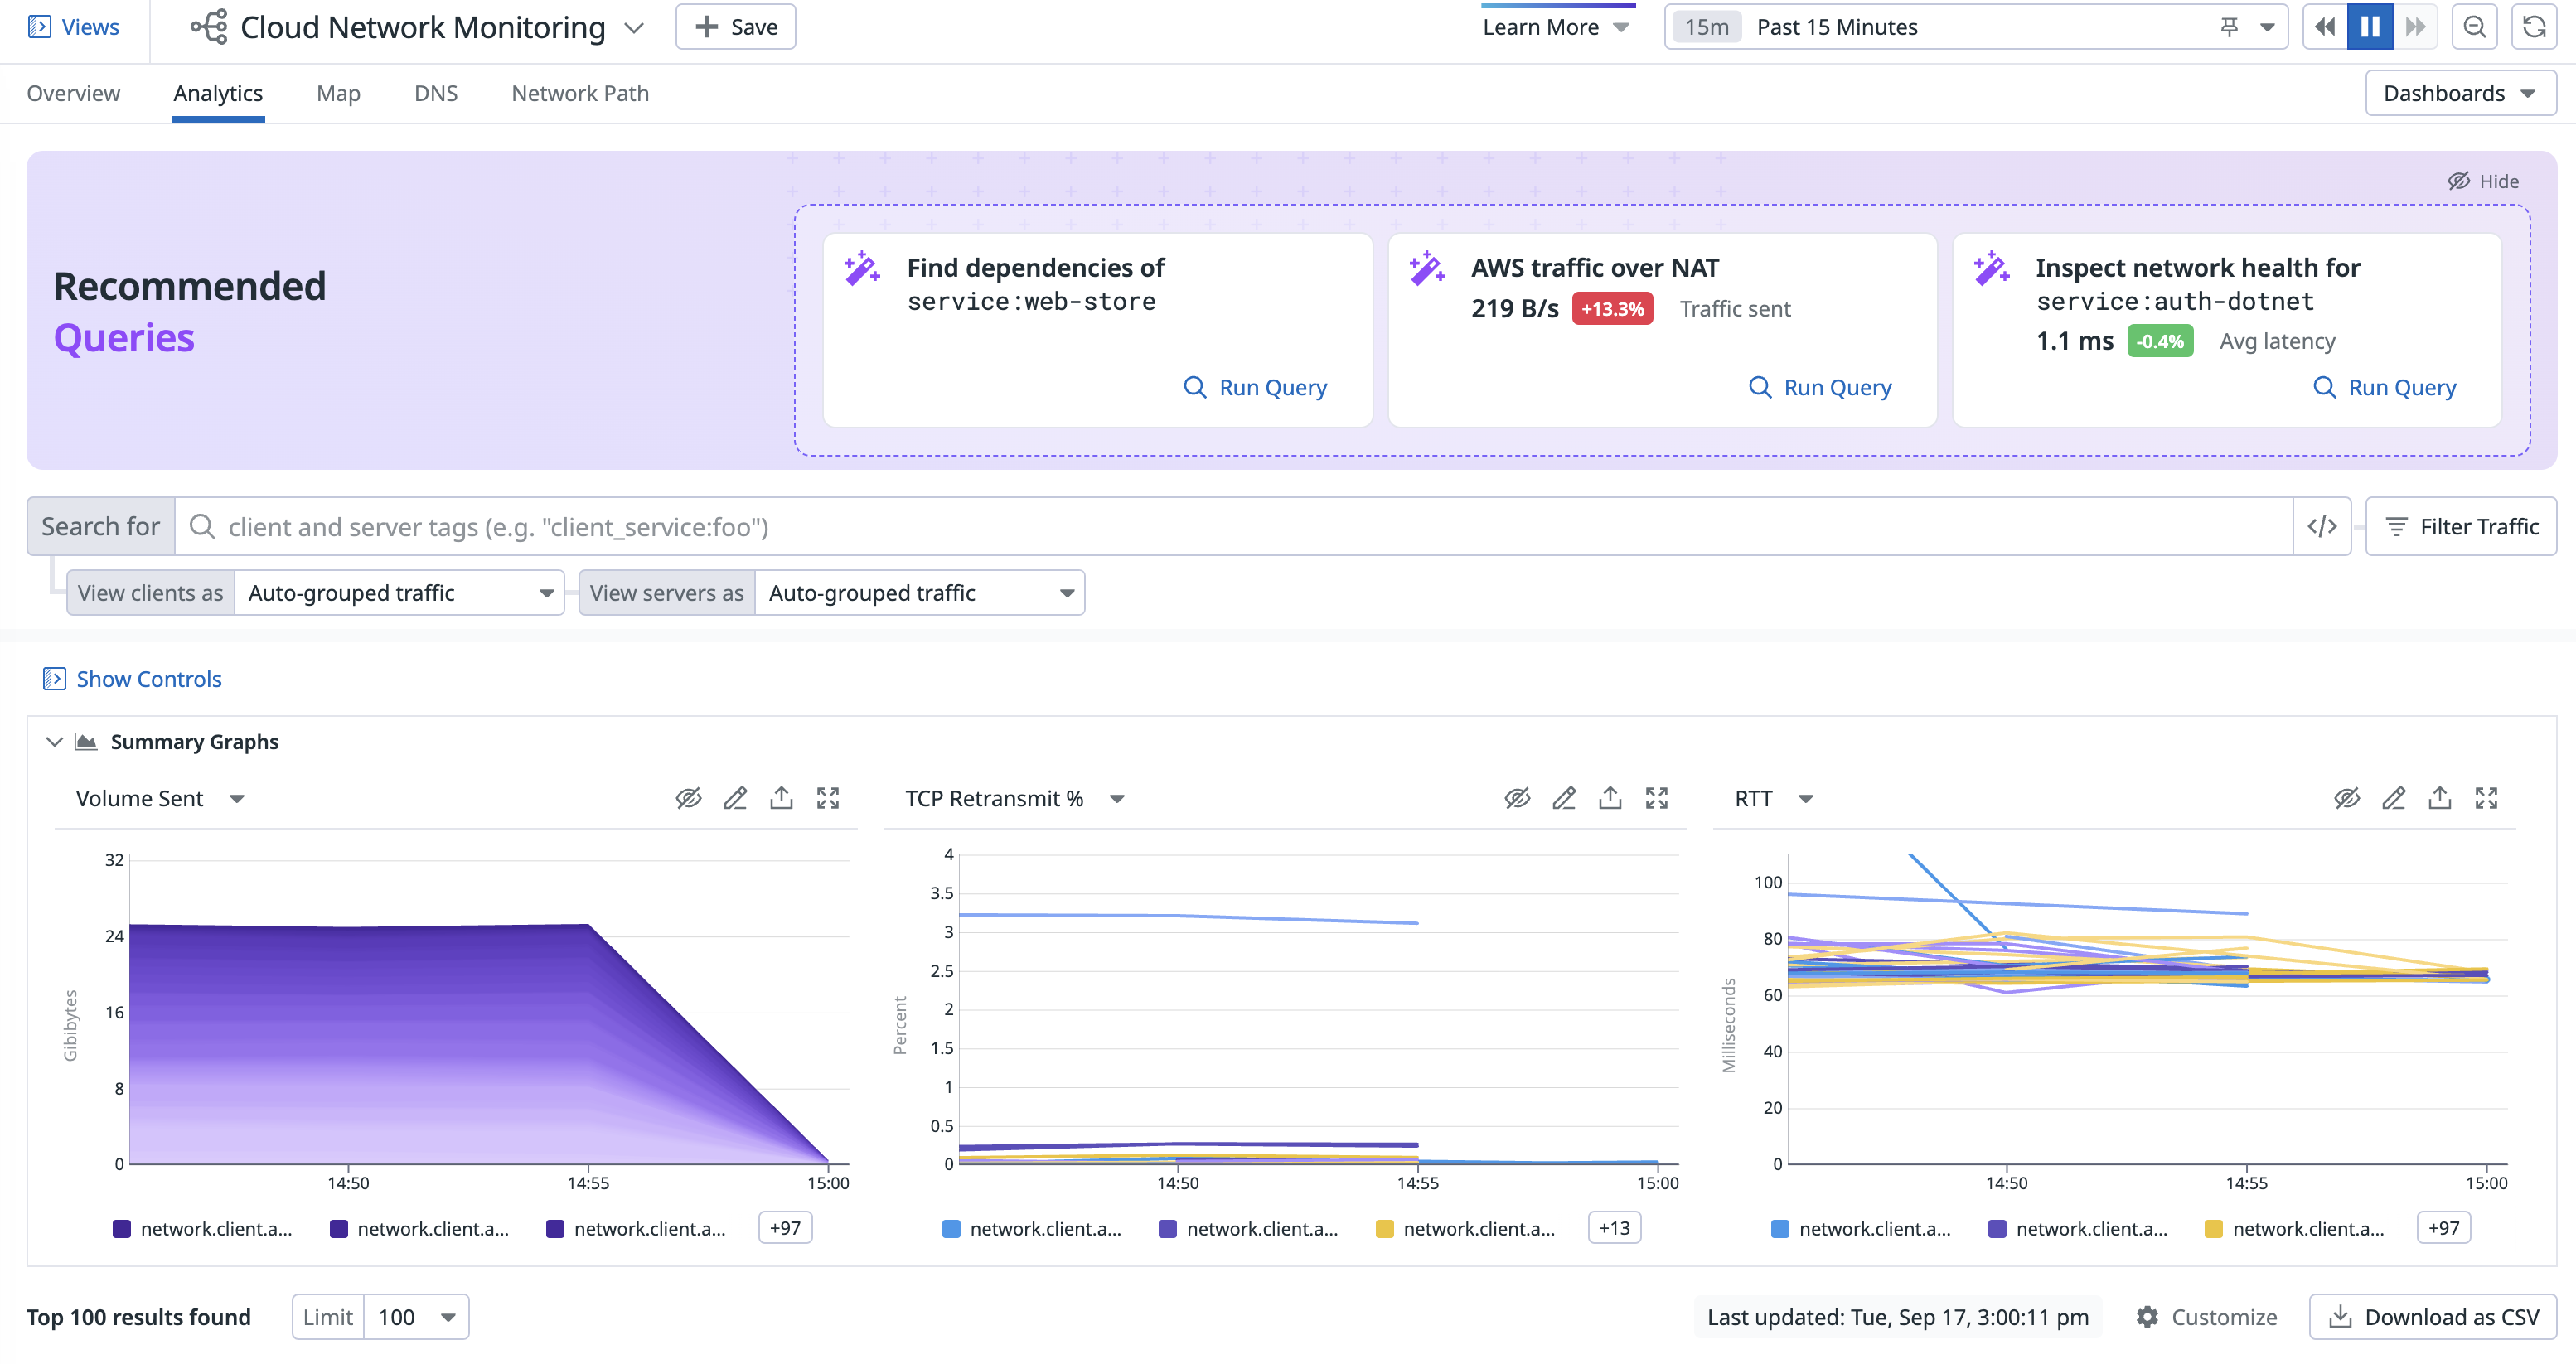 Views
Cloud Network Monitoring
Save
Learn More
15m Past 15 Minutes
Overview
Analytics
Map
DNS
Network Path
Dashboards
Hide
Recommended
Queries
Find dependencies of
service:web-store
Run Query
AWS traffic over NAT
219 B/s +13.3% Traffic sent
Run Query
Inspect network health for
service:auth-dotnet
1.1 ms -0.4% Avg latency
Run Query
Search for
client and server tags (e.g. "client_service:foo")
</>
Filter Traffic
View clients as Auto-grouped traffic
View servers as Auto-grouped traffic
Show Controls
Summary Graphs
Volume Sent
32
24
16
8
0
Gibibytes
14:50
14:55
15:00
network.client.a...
network.client.a...
network.client.a...
+97
TCP Retransmit %
4
3.5
3
2.5
2
1.5
1
0.5
0
Percent
14:50
14:55
15:00
network.client.a...
network.client.a...
network.client.a...
+13
RTT
100
80
60
40
20
0
Milliseconds
14:50
14:55
15:00
network.client.a...
network.client.a...
network.client.a...
+97
Top 100 results found
Limit 100
Last updated: Tue, Sep 17, 3:00:11 pm
Customize
Download as CSV